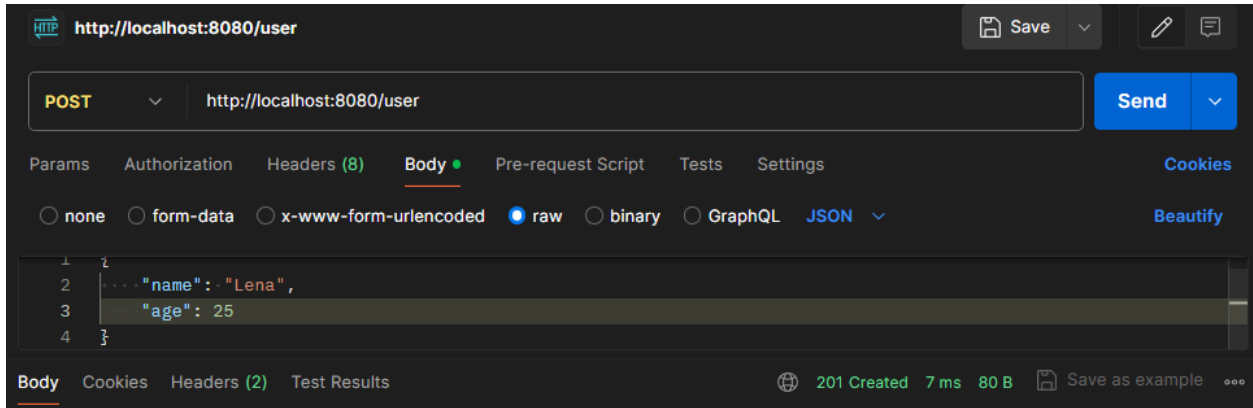 HTTP http://localhost:8080/user Save
POST http://localhost:8080/user Send
Params Authorization Headers (8) Body Pre-request Script Tests Settings Cookies
none form-data x-www-form-urlencoded raw binary GraphQL JSON Beautify
1 {
2 "name": "Lena",
3 "age": 25
4 }
Body Cookies Headers (2) Test Results 201 Created 7 ms 80 B Save as example